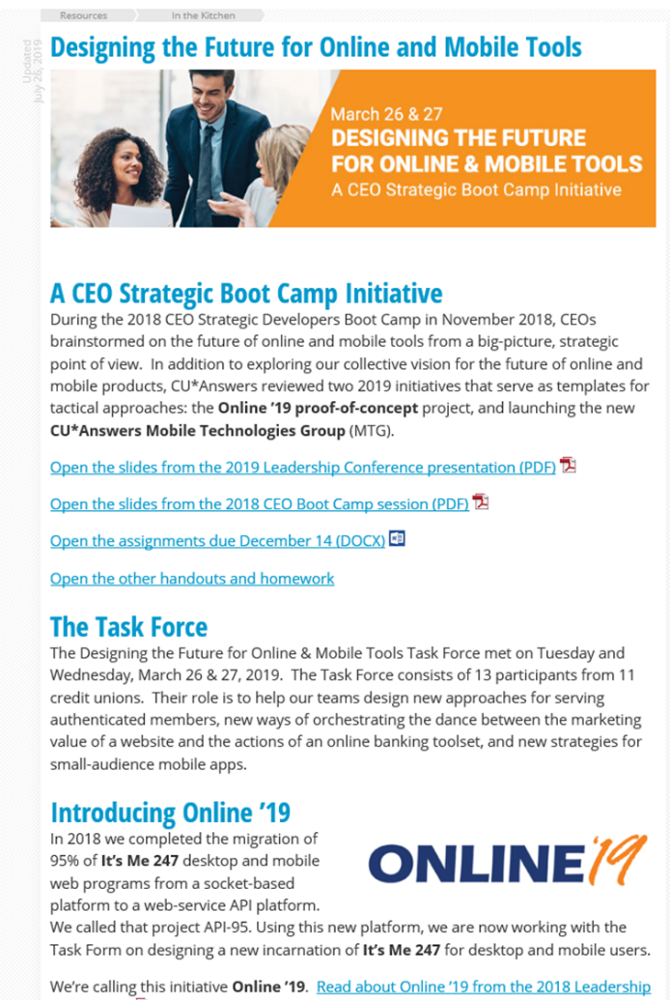 Resources
In the Kitchen
Updated
July 26, 2019
Designing the Future for Online and Mobile Tools
March 26 & 27
DESIGNING THE FUTURE
FOR ONLINE & MOBILE TOOLS
A CEO Strategic Boot Camp Initiative
A CEO Strategic Boot Camp Initiative
During the 2018 CEO Strategic Developers Boot Camp in November 2018, CEOs
brainstormed on the future of online and mobile tools from a big-picture, strategic
point of view.  In addition to exploring our collective vision for the future of online and
mobile products, CU*Answers reviewed two 2019 initiatives that serve as templates for
tactical approaches: the Online ’19 proof-of-concept project, and launching the new
CU*Answers Mobile Technologies Group (MTG).
Open the slides from the 2019 Leadership Conference presentation (PDF)
Open the slides from the 2018 CEO Boot Camp session (PDF)
Open the assignments due December 14 (DOCX)
Open the other handouts and homework
The Task Force
The Designing the Future for Online & Mobile Tools Task Force met on Tuesday and
Wednesday, March 26 & 27, 2019.  The Task Force consists of 13 participants from 11
credit unions.  Their role is to help our teams design new approaches for serving
authenticated members, new ways of orchestrating the dance between the marketing
value of a website and the actions of an online banking toolset, and new strategies for
small-audience mobile apps.
Introducing Online ’19
In 2018 we completed the migration of
95% of It’s Me 247 desktop and mobile
web programs from a socket-based
platform to a web-service API platform.
ONLINE’19
We called that project API-95. Using this new platform, we are now working with the
Task Form on designing a new incarnation of It’s Me 247 for desktop and mobile users.
We’re calling this initiative Online ’19.  Read about Online ’19 from the 2018 Leadership